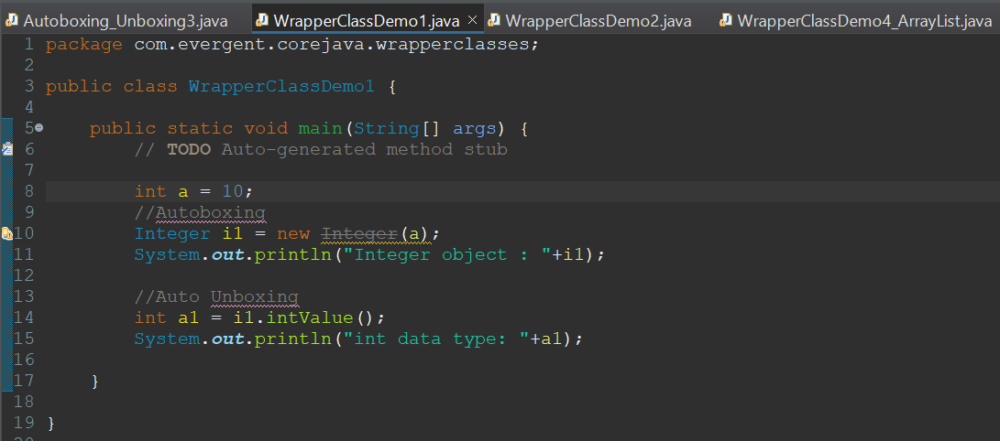 Autoboxing_Unboxing3.java WrapperClassDemo1.java × WrapperClassDemo2.java WrapperClassDemo4_ArrayList.java
1 package com.evergent.corejava.wrapperclasses;
2
3 public class WrapperClassDemo1 {
4
5 public static void main(String[] args) {
6 // TODO Auto-generated method stub
7
8 int a = 10;
9 //Autoboxing
10 Integer i1 = new Integer(a);
11 System.out.println("Integer object : "+i1);
12
13 //Auto Unboxing
14 int a1 = i1.intValue();
15 System.out.println("int data type: "+a1);
16
17 }
18
19 }